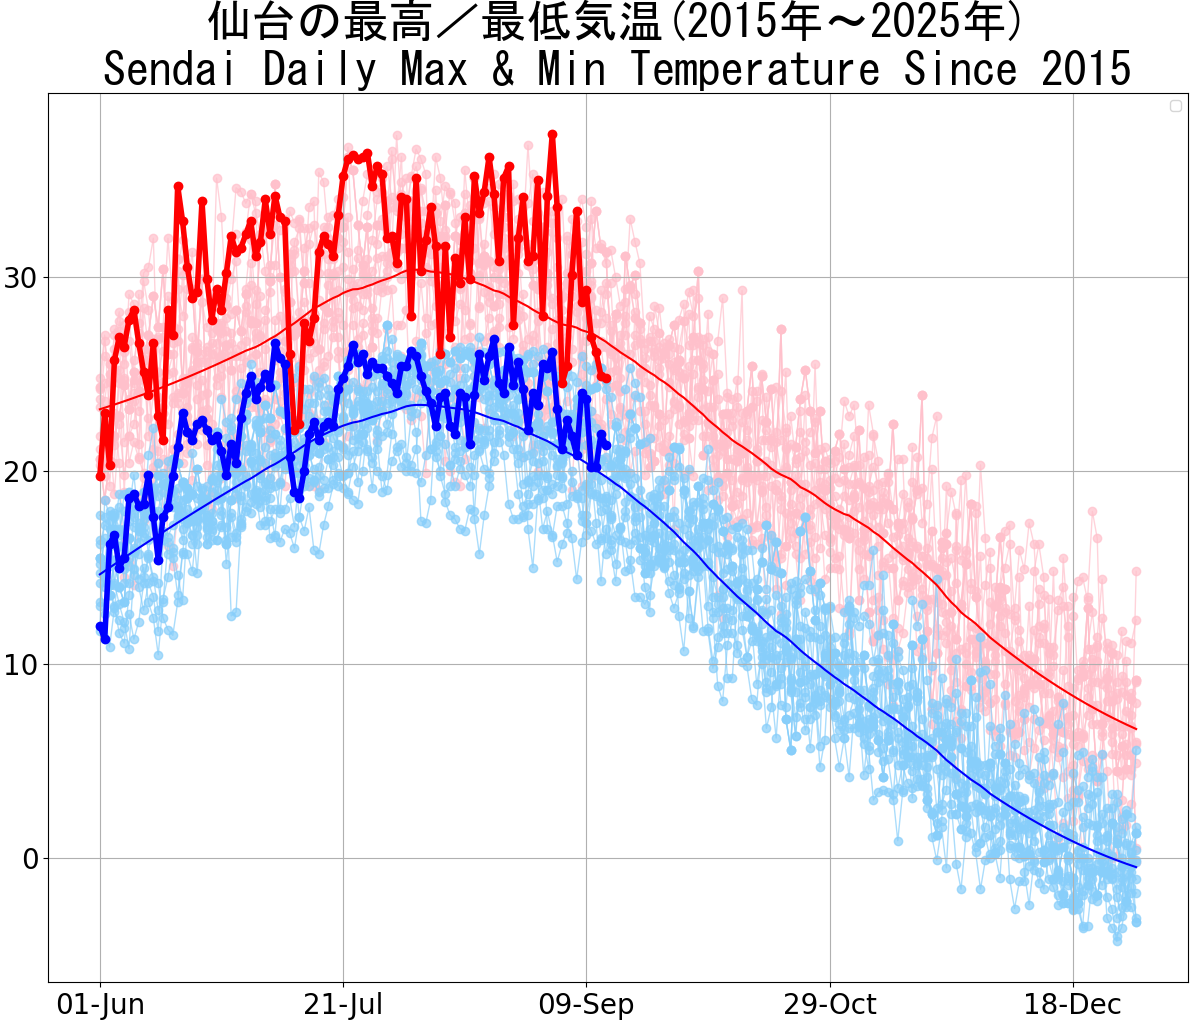 仙台の最高／最低気温(2015年～2025年)
Sendai Daily Max & Min Temperature Since 2015
30
20
10
0
01-Jun 21-Jul 09-Sep 29-Oct 18-Dec